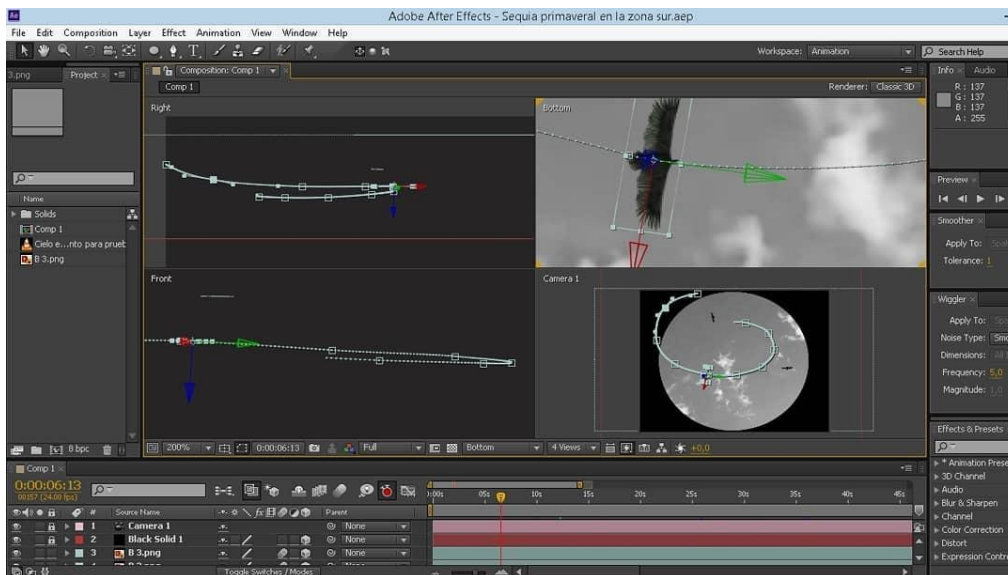 Ae
Adobe After Effects - Sequia primaveral en la zona sur.aep
File Edit Composition Layer Effect Animation View Window Help
Workspace: Animation Search Help
3.png Project
Composition: Comp 1
Info Audio
Comp 1
Renderer: Classic 3D
R: 137
G: 137
B: 137
A: 255
Right
Bottom
Name
Solids
Comp 1
Cielo e...nto para prueb
B 3.png
Preview
Smoother
Apply To:
Tolerance: 1
Front
Camera 1
Wiggler
Apply To:
Noise Type:
Dimensions:
Frequency: 5,0
Magnitude: 1,0
Effects & Presets
8 bpc
200% 0:00:06:13 Full Bottom 4 Views +0,0
* Animation Prese
3D Channel
Audio
Blur & Sharpen
Channel
Color Correction
Distort
Expression Contro
Comp 1
0:00:06:13
00157 (24.00 fps)
):00s 05s 10s 15s 20s 25s 30s 35s 40s 45s
# Source Name Parent
1 Camera 1 None
2 Black Solid 1 None
3 B 3.png None
Toggle Switches / Modes